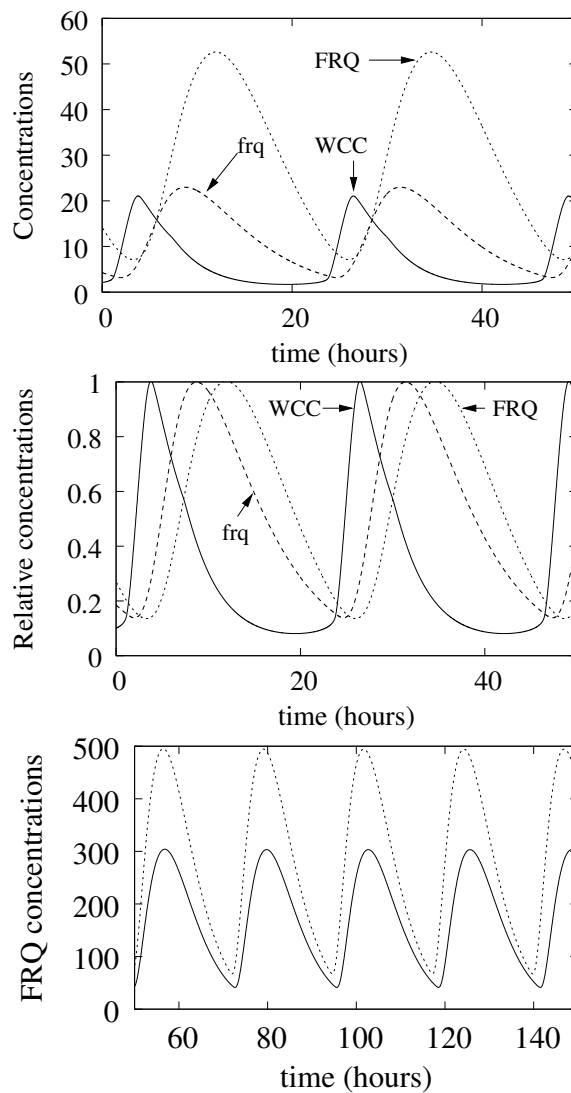 60
50
40
30
20
10
0
Concentrations
FRQ
frq
WCC
0
20
40
time (hours)
1
0.8
0.6
0.4
0.2
0
Relative concentrations
WCC
FRQ
frq
0
20
40
time (hours)
500
400
300
200
100
0
FRQ concentrations
60
80
100
120
140
time (hours)